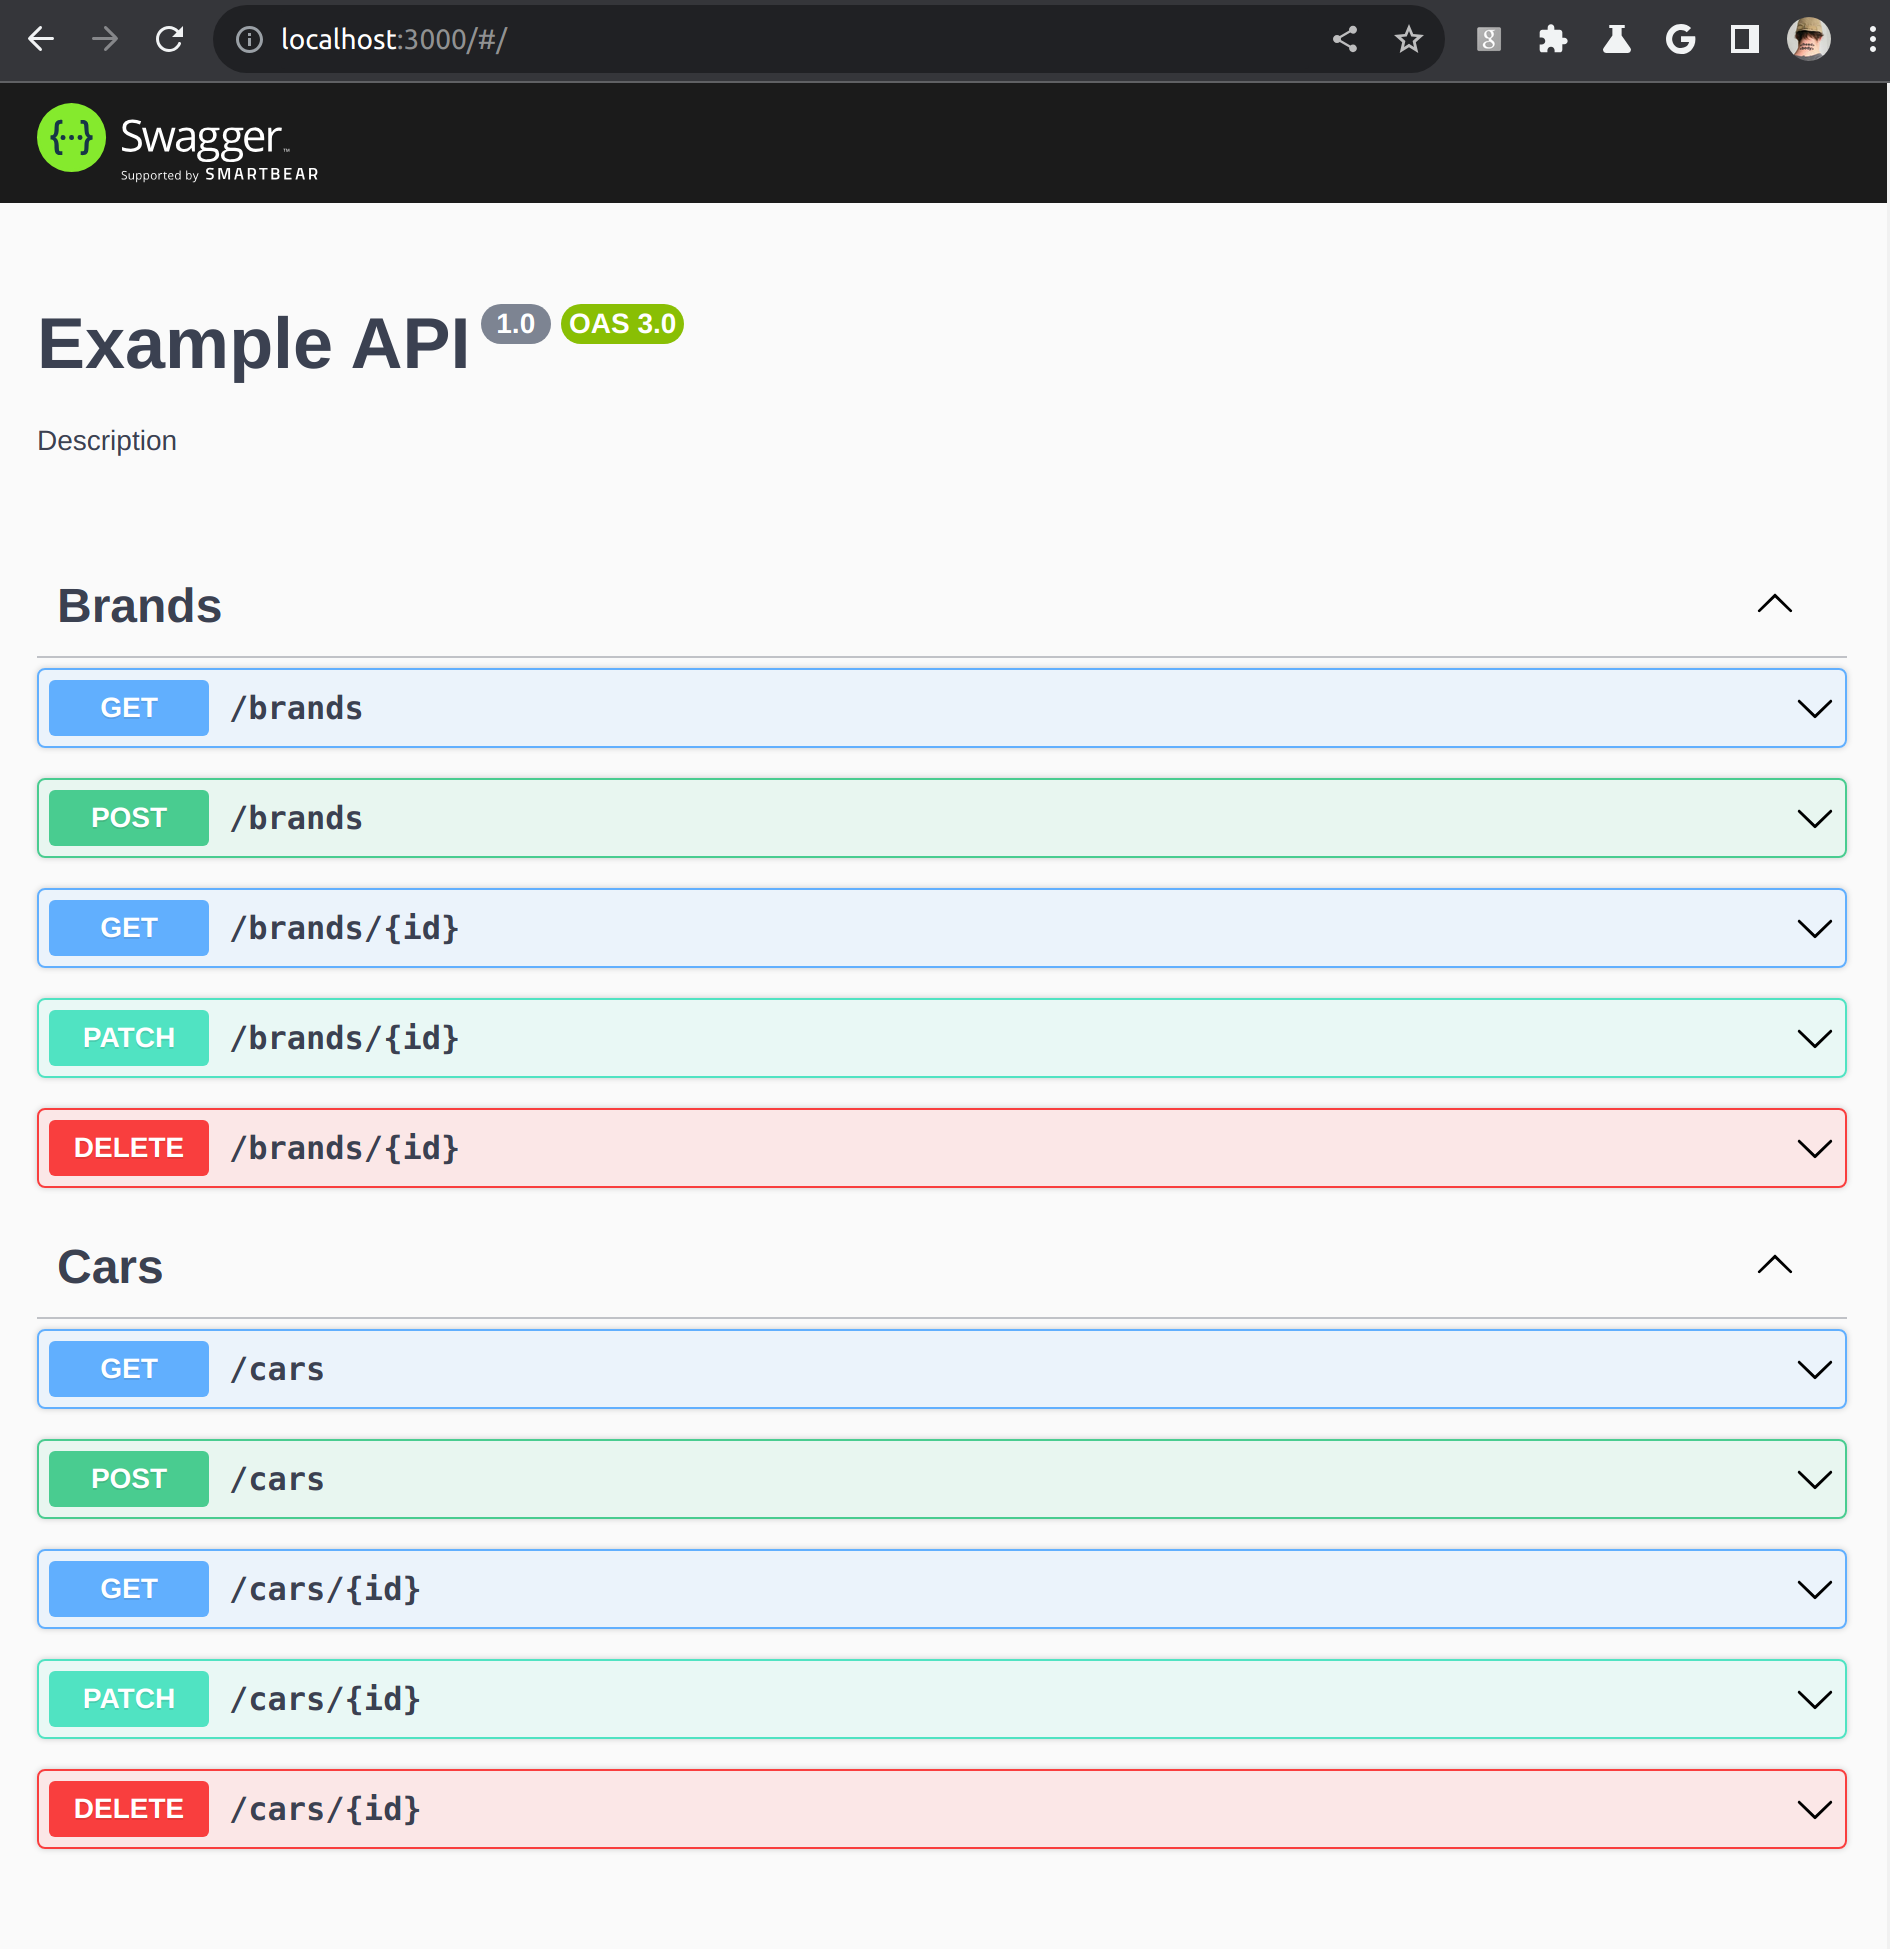 localhost:3000/#/
g
{···} Swagger™
Supported by SMARTBEAR
Example API 1.0 OAS 3.0
Description
Brands
GET /brands
POST /brands
GET /brands/{id}
PATCH /brands/{id}
DELETE /brands/{id}
Cars
GET /cars
POST /cars
GET /cars/{id}
PATCH /cars/{id}
DELETE /cars/{id}